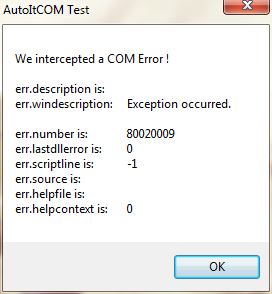 AutoItCOM Test
We intercepted a COM Error !
err.description is:
err.windescription: Exception occurred.
err.number is: 80020009
err.lastdllerror is: 0
err.scriptline is: -1
err.source is:
err.helpfile is:
err.helpcontext is: 0
OK